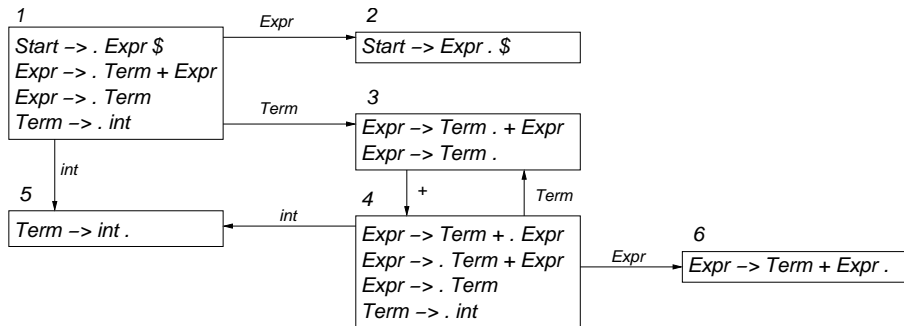 1
Start –> . Expr $
Expr –> . Term + Expr
Expr –> . Term
Term –> . int
Expr
2
Start –> Expr . $
Term
3
Expr –> Term . + Expr
Expr –> Term .
int
+
Term
5
Term –> int .
int
4
Expr –> Term + . Expr
Expr –> . Term + Expr
Expr –> . Term
Term –> . int
Expr
6
Expr –> Term + Expr .